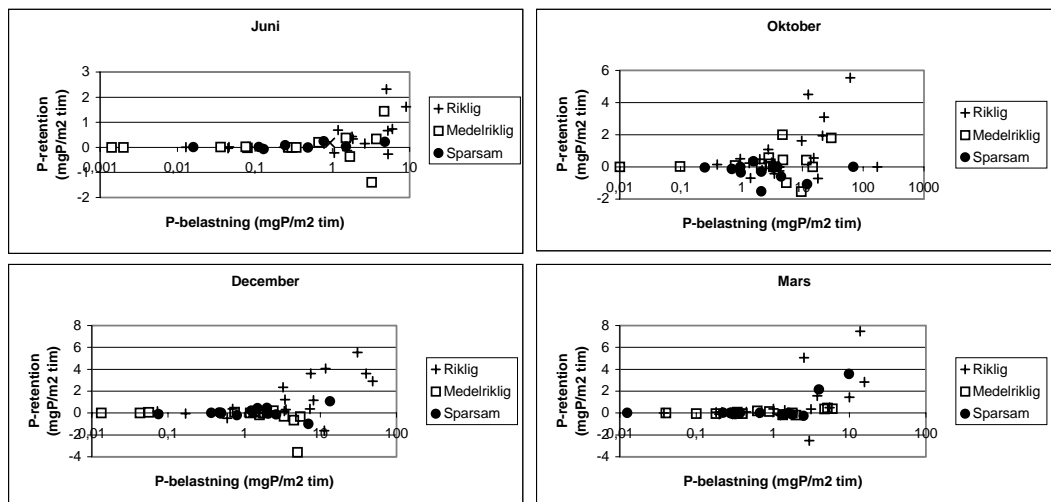 Juni
P-retention
(mgP/m2 tim)
3
2
1
0
-1
-2
0,001
0,01
0,1
1
10
P-belastning (mgP/m2 tim)
Riklig
Medelriklig
Sparsam
Oktober
P-retention
(mgP/m2 tim)
6
4
2
0
-2
0,01
0,1
1
10
100
1000
P-belastning (mgP/m2 tim)
Riklig
Medelriklig
Sparsam
December
P-retention
(mgP/m2 tim)
8
6
4
2
0
-2
-4
0,01
0,1
1
10
100
P-belastning (mgP/m2 tim)
Riklig
Medelriklig
Sparsam
Mars
P-retention
(mgP/m2 tim)
8
6
4
2
0
-2
-4
0,01
0,1
1
10
100
P-belastning (mgP/m2 tim)
Riklig
Medelriklig
Sparsam